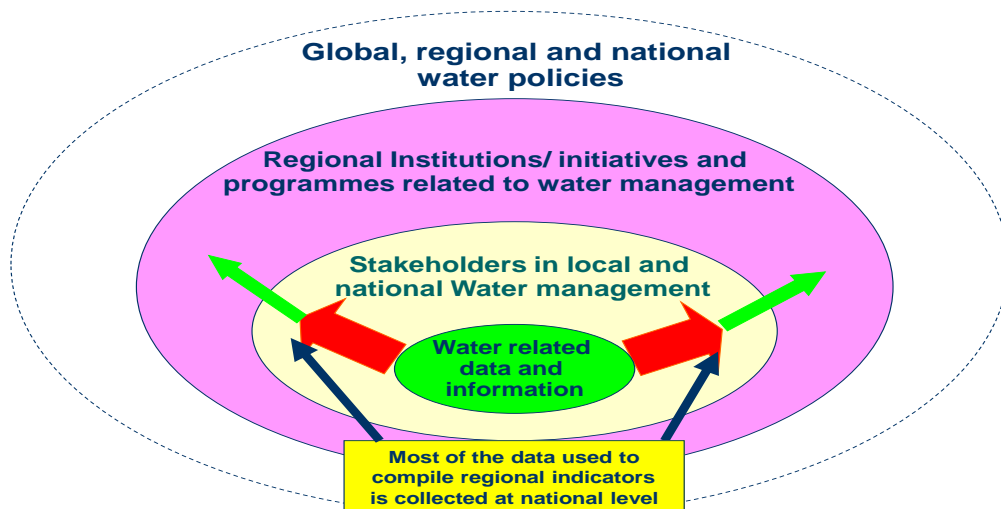 Global, regional and national
water policies
Regional Institutions/ initiatives and
programmes related to water management
Stakeholders in local and
national Water management
Water related
data and
information
Most of the data used to
compile regional indicators
is collected at national level